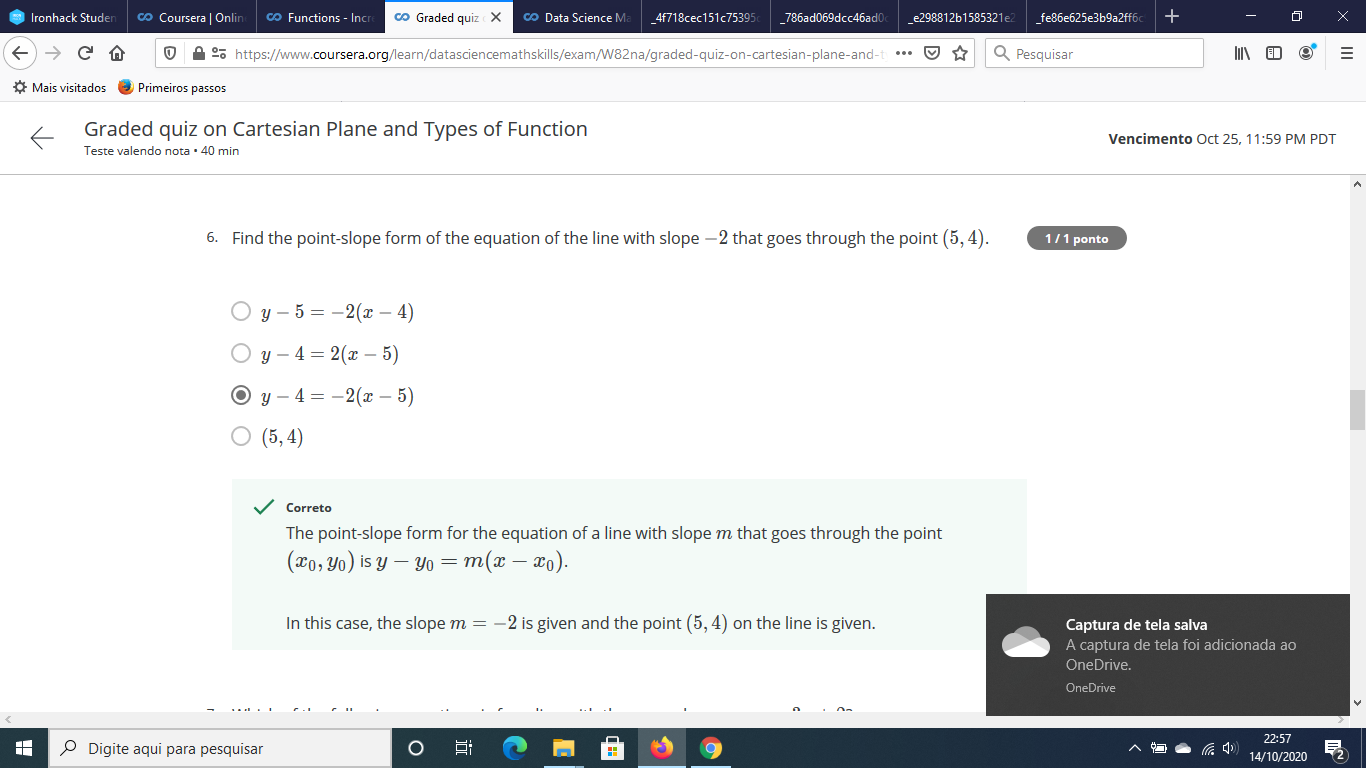 Ironhack Studen
Coursera | Onlin
Functions - Incre
Graded quiz
Data Science Ma
_4f718cec151c75395
_786ad069dcc46ad0
_e298812b1585321e2
_fe86e625e3b9a2ff6c
https://www.coursera.org/learn/datasciencemathskills/exam/W82na/graded-quiz-on-cartesian-plane-and-t
Pesquisar
Mais visitados
Primeiros passos
Graded quiz on Cartesian Plane and Types of Function
Teste valendo nota • 40 min
Vencimento Oct 25, 11:59 PM PDT
6. Find the point-slope form of the equation of the line with slope −2 that goes through the point (5, 4).
1 / 1 ponto
y − 5 = −2(x − 4)
y − 4 = 2(x − 5)
y − 4 = −2(x − 5)
(5, 4)
Correto
The point-slope form for the equation of a line with slope m that goes through the point
(x₀, y₀) is y − y₀ = m(x − x₀).
In this case, the slope m = −2 is given and the point (5, 4) on the line is given.
Captura de tela salva
A captura de tela foi adicionada ao
OneDrive.
OneDrive
Digite aqui para pesquisar
22:57
14/10/2020
2